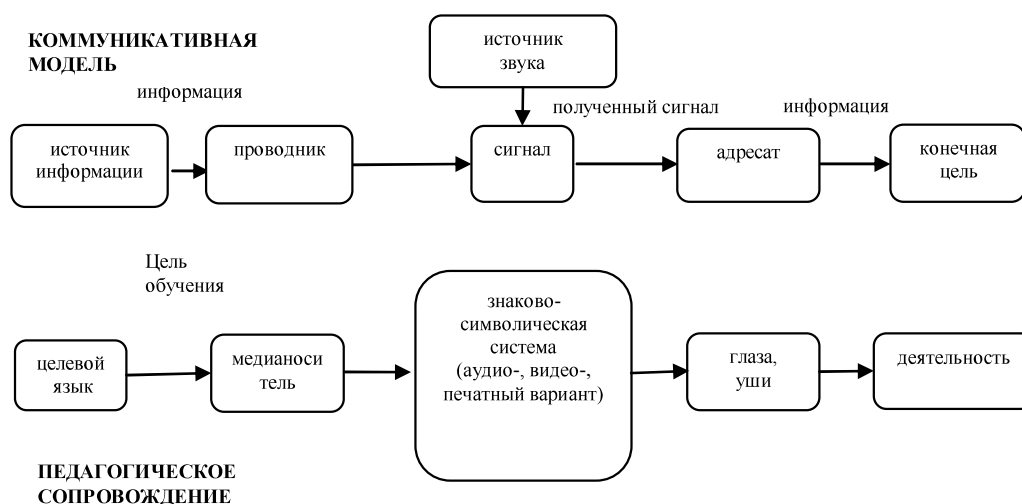 КОММУНИКАТИВНАЯ
МОДЕЛЬ
источник
звука
информация
полученный сигнал
информация
источник
информации
проводник
сигнал
адресат
конечная
цель
Цель
обучения
целевой
язык
медианоси
тель
знаково-
символическая
система
(аудио-, видео-,
печатный вариант)
глаза,
уши
деятельность
ПЕДАГОГИЧЕСКОЕ
СОПРОВОЖДЕНИЕ